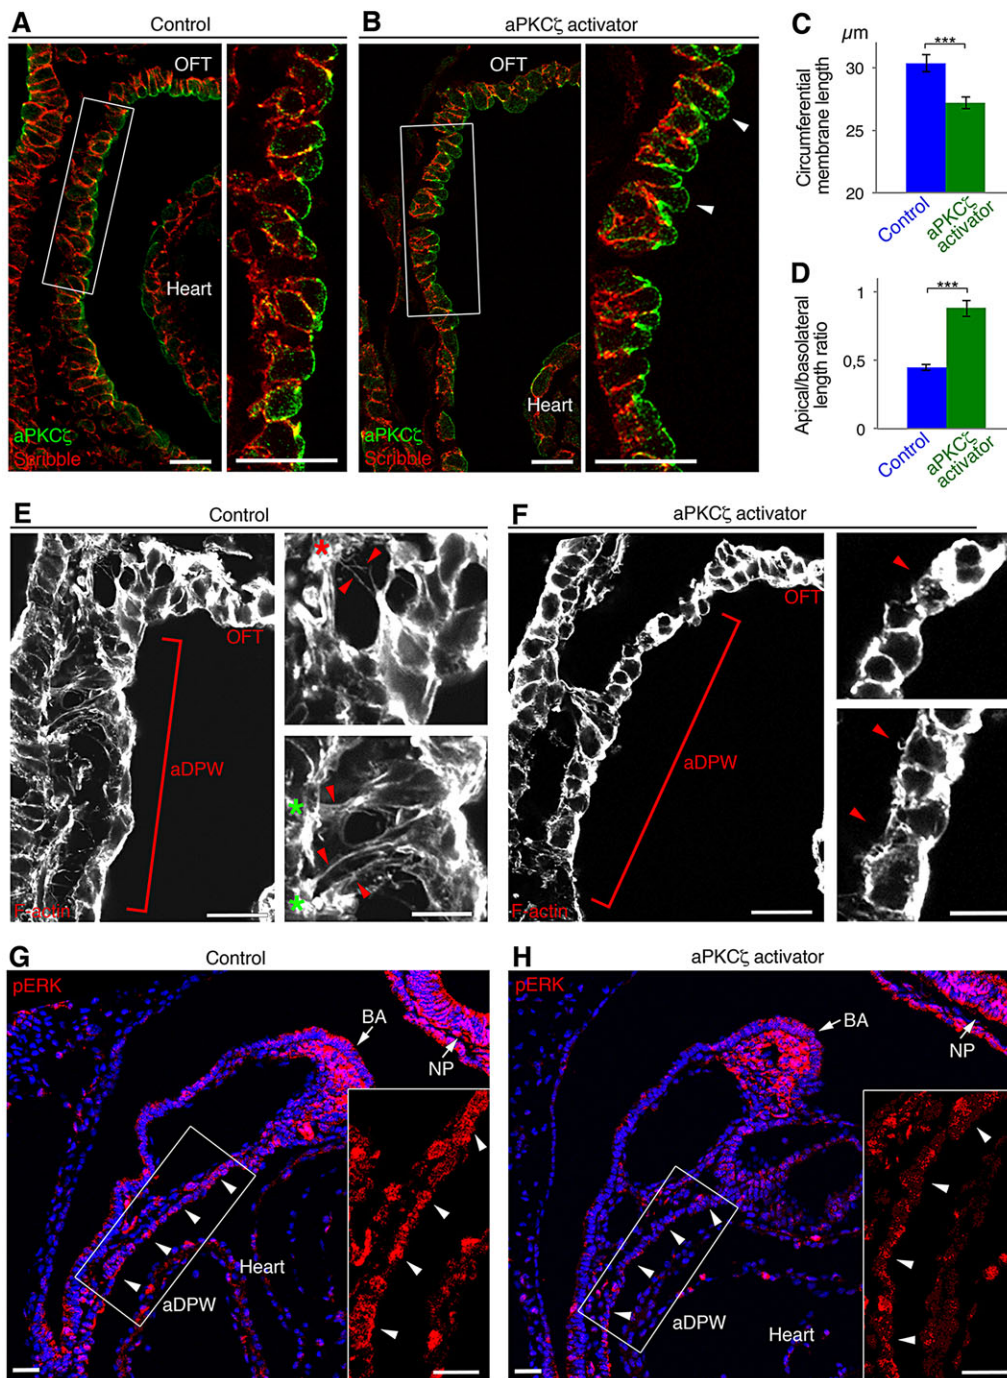 A
Control
OFT
Heart
aPKCζ
Scribble
B
aPKCζ activator
OFT
Heart
aPKCζ
Scribble
C
µm
Circumferential
membrane length
30
25
20
***
Control
aPKCζ
activator
D
Apical/basolateral
length ratio
1
0,5
0
***
Control
aPKCζ
activator
E
Control
OFT
aDPW
F-actin
*
*
*
F
aPKCζ activator
OFT
aDPW
F-actin
G
Control
pERK
BA
NP
Heart
aDPW
H
aPKCζ activator
pERK
BA
NP
aDPW
Heart